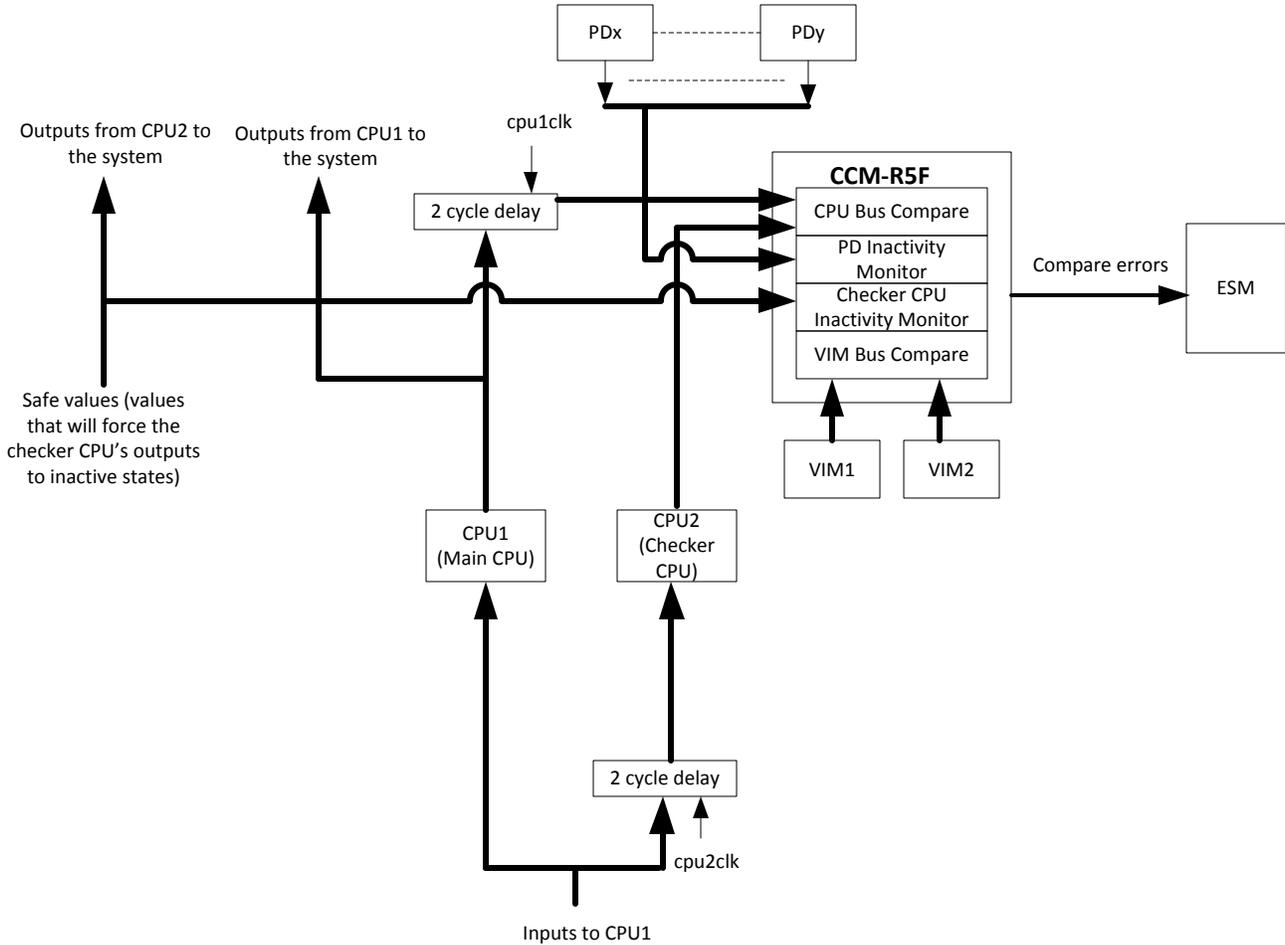 PDx
PDy
Outputs from CPU2 to
the system
Outputs from CPU1 to
the system
cpu1clk
2 cycle delay
CCM-R5F
CPU Bus Compare
PD Inactivity
Monitor
Checker CPU
Inactivity Monitor
VIM Bus Compare
Compare errors
ESM
Safe values (values
that will force the
checker CPU’s outputs
to inactive states)
VIM1
VIM2
CPU1
(Main CPU)
CPU2
(Checker
CPU)
2 cycle delay
cpu2clk
Inputs to CPU1